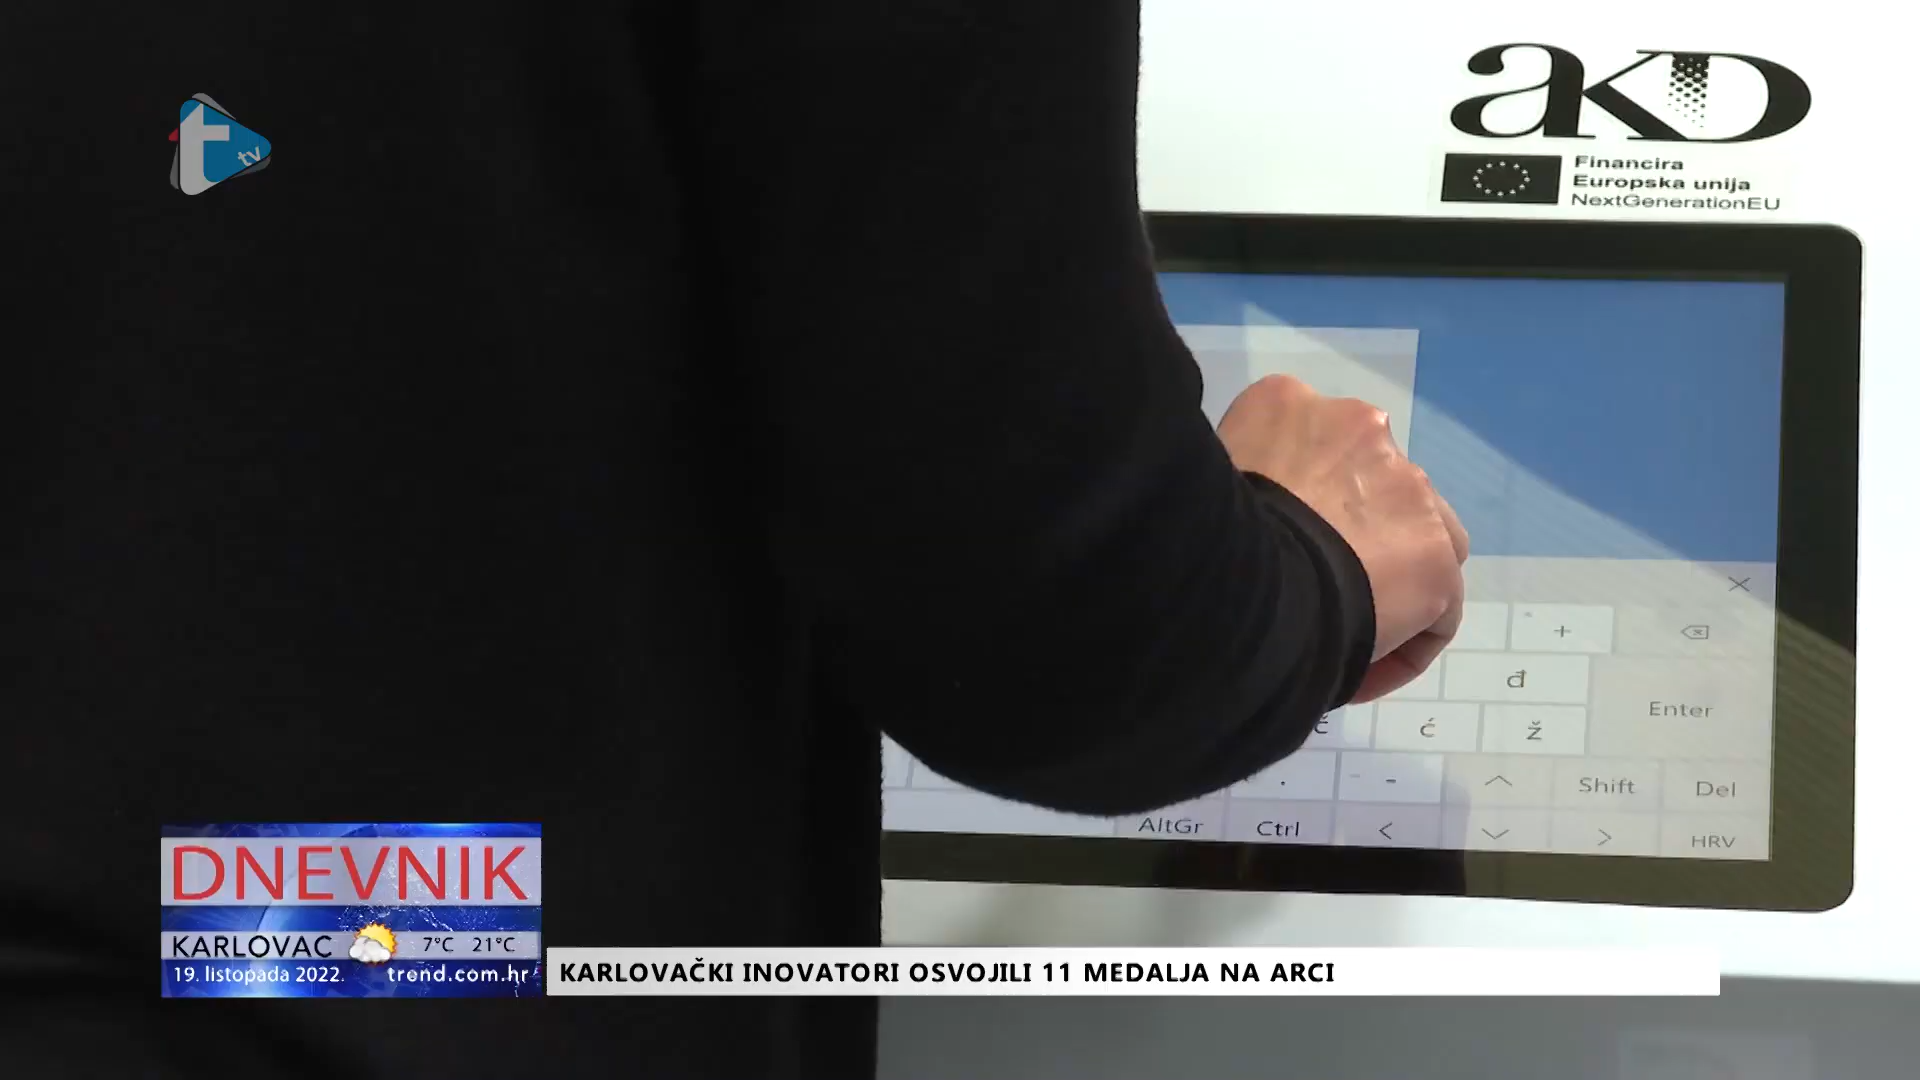 t tv
aKD
Financira
Europska unija
NextGenerationEU
+
đ
Enter
č ć ž
. - Shift Del
AltGr Ctrl < > HRV
DNEVNIK
KARLOVAC 7°C 21°C
19. listopada 2022. trend.com.hr
KARLOVAČKI INOVATORI OSVOJILI 11 MEDALJA NA ARCI